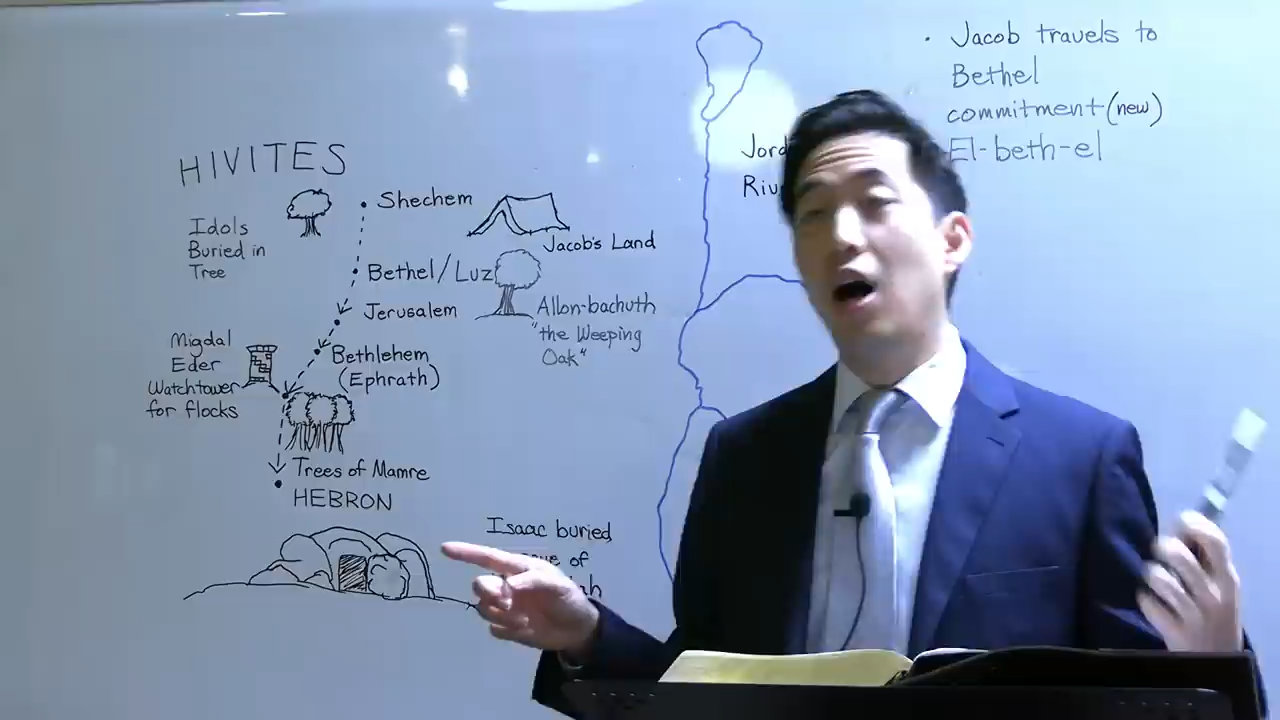 HIVITES
Idols
Buried in
Tree
Shechem
Jacob's Land
Bethel/Luz
Allon-bachuth
"the Weeping
Oak"
Jerusalem
Bethlehem
(Ephrath)
Migdal
Eder
Watchtower
for flocks
Trees of Mamre
HEBRON
Isaac buried
of
• Jacob travels to
Bethel
commitment (new)
El-beth-el